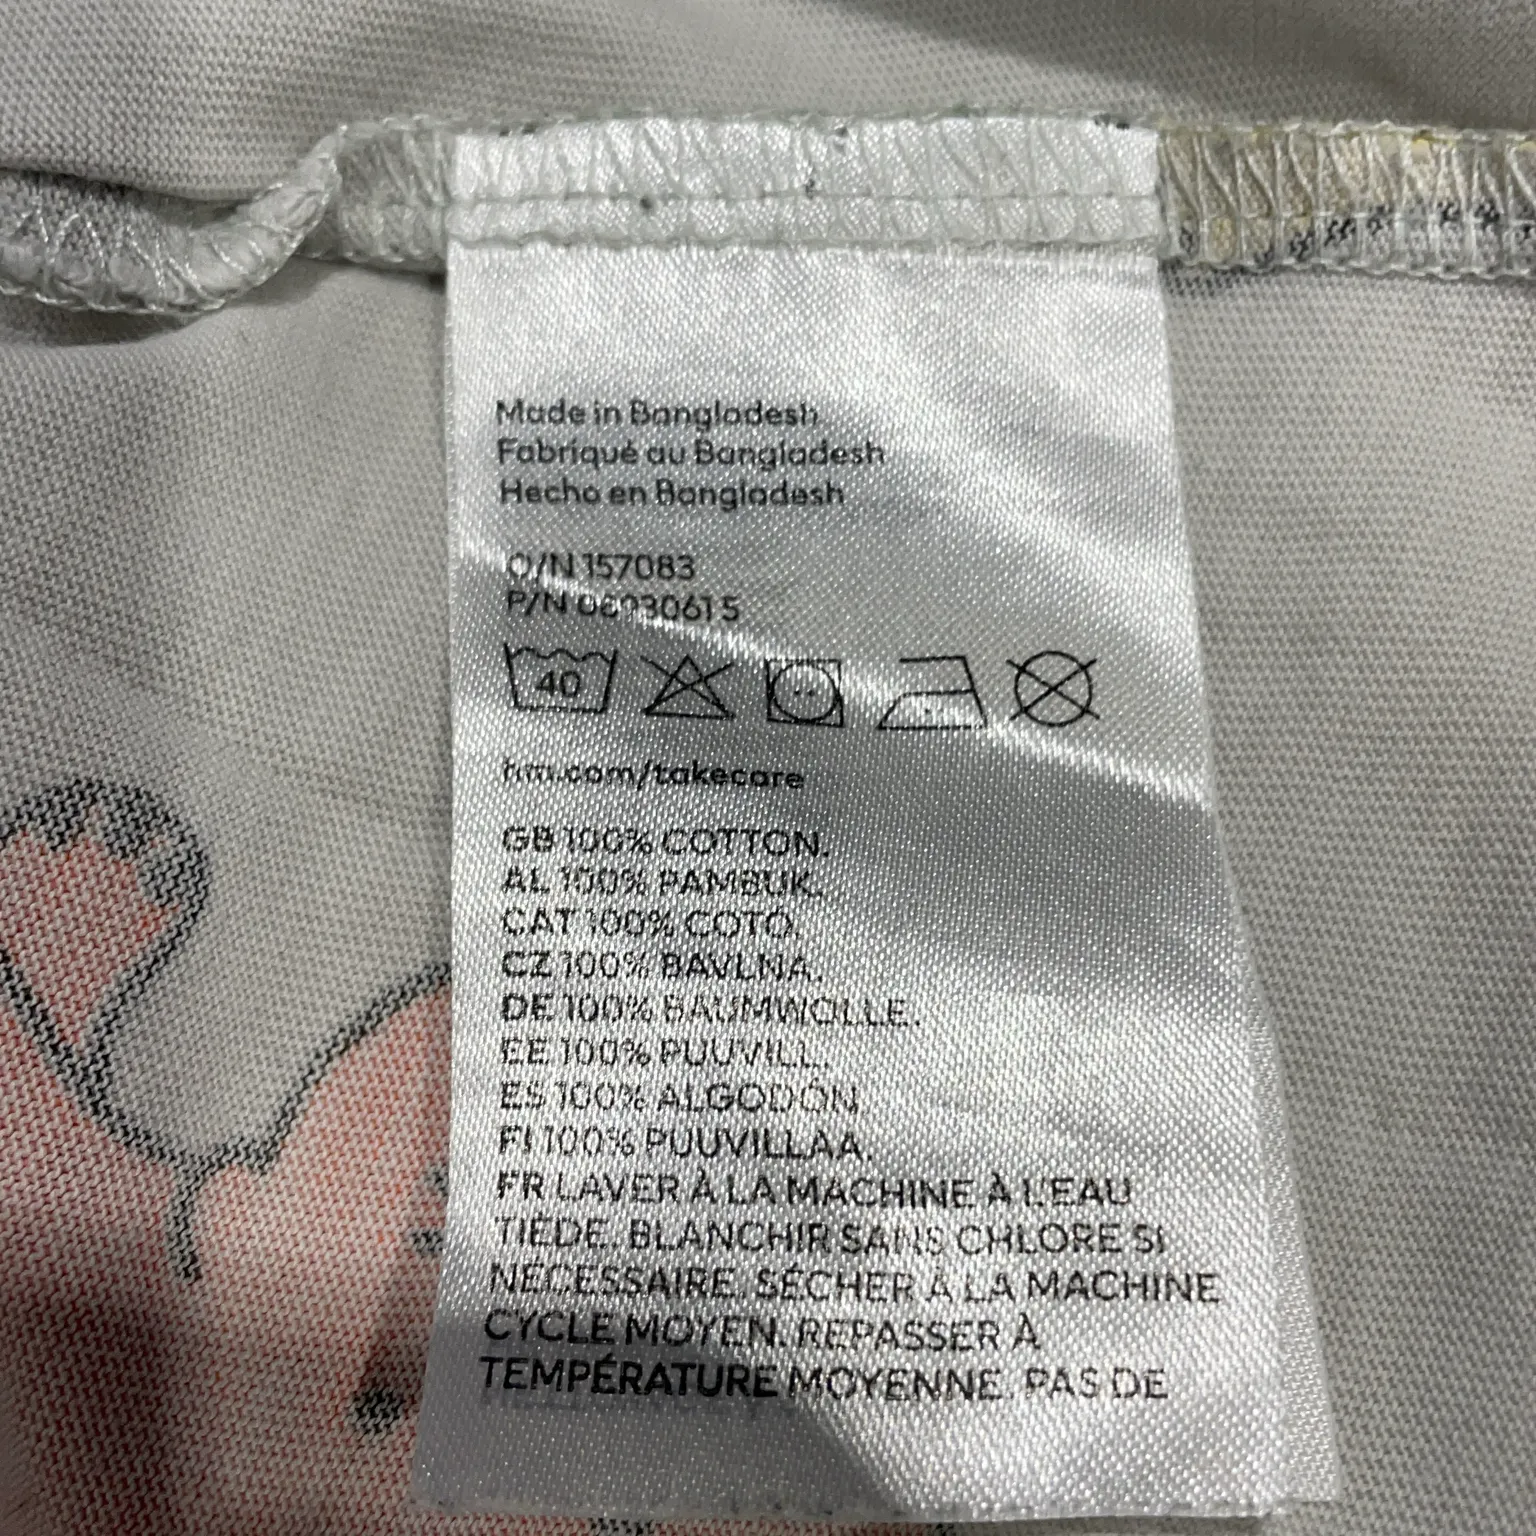 Made in Bangladesh
Fabriqué au Bangladesh
Hecho en Bangladesh
O/N 157083
P/N
40
hm.com/takecare
GB 100% COTTON.
AL 100% PAMBUK.
CAT 100% COTÓ.
CZ 100% BAVLNA.
DE 100% BAUMWOLLE.
EE 100% PUUVILL.
ES 100% ALGODÓN.
FI 100% PUUVILLAA.
FR LAVER À LA MACHINE À L'EAU
TIÈDE. BLANCHIR SANS CHLORE SI
NÉCESSAIRE. SÉCHER À LA MACHINE
CYCLE MOYEN. REPASSER À
TEMPÉRATURE MOYENNE. PAS DE